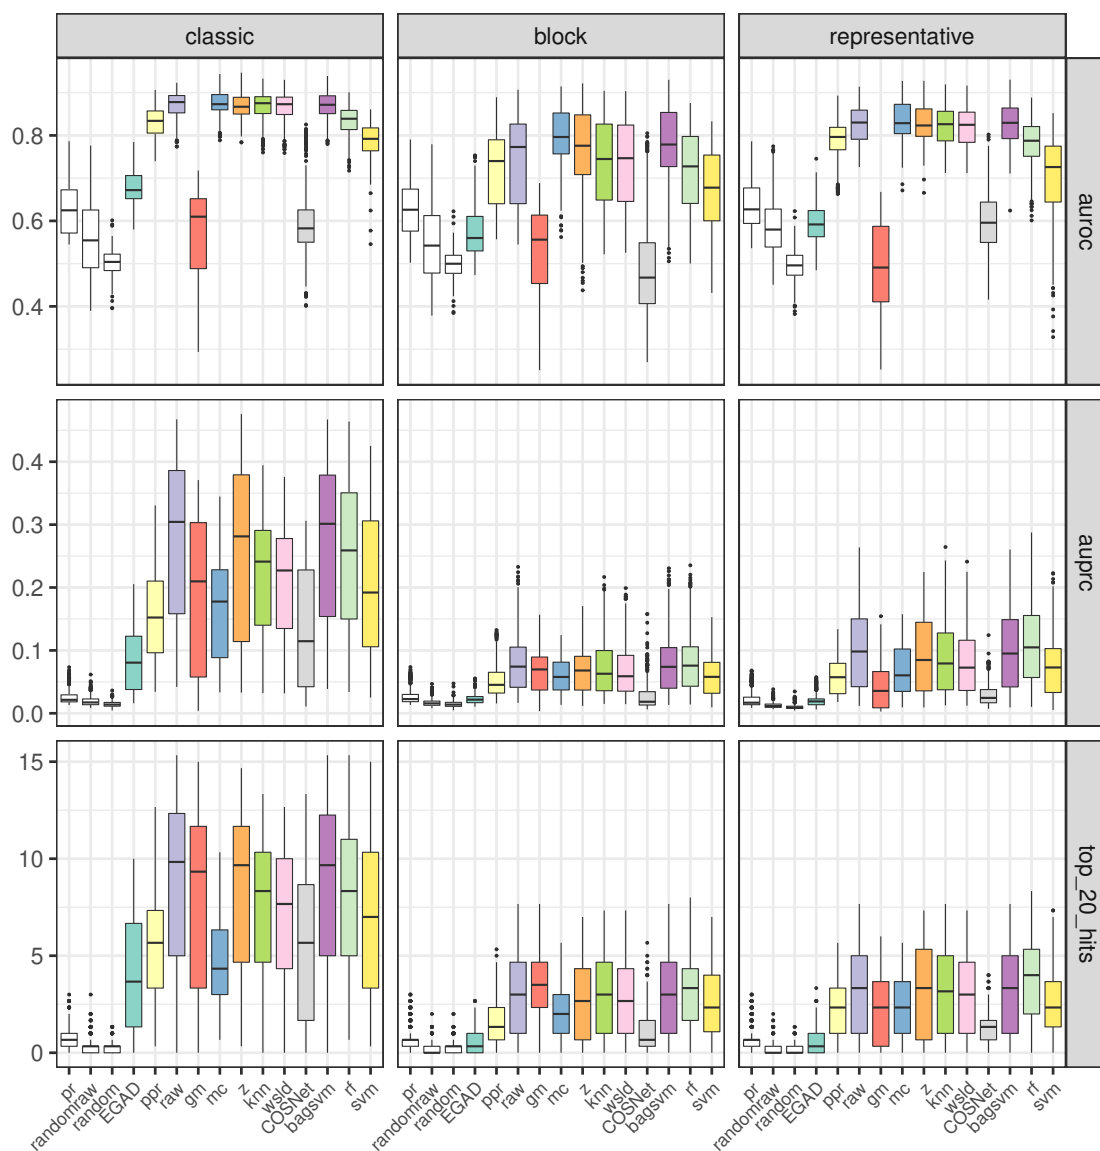 classic block representative
0.8
0.6
0.4
auroc
0.4
0.3
0.2
0.1
0.0
auprc
15
10
5
0
top_20_hits
pr randomraw random EGAD ppr raw gm mc z knn wsld COSNet bagsvm rf svm
pr randomraw random EGAD ppr raw gm mc z knn wsld COSNet bagsvm rf svm
pr randomraw random EGAD ppr raw gm mc z knn wsld COSNet bagsvm rf svm